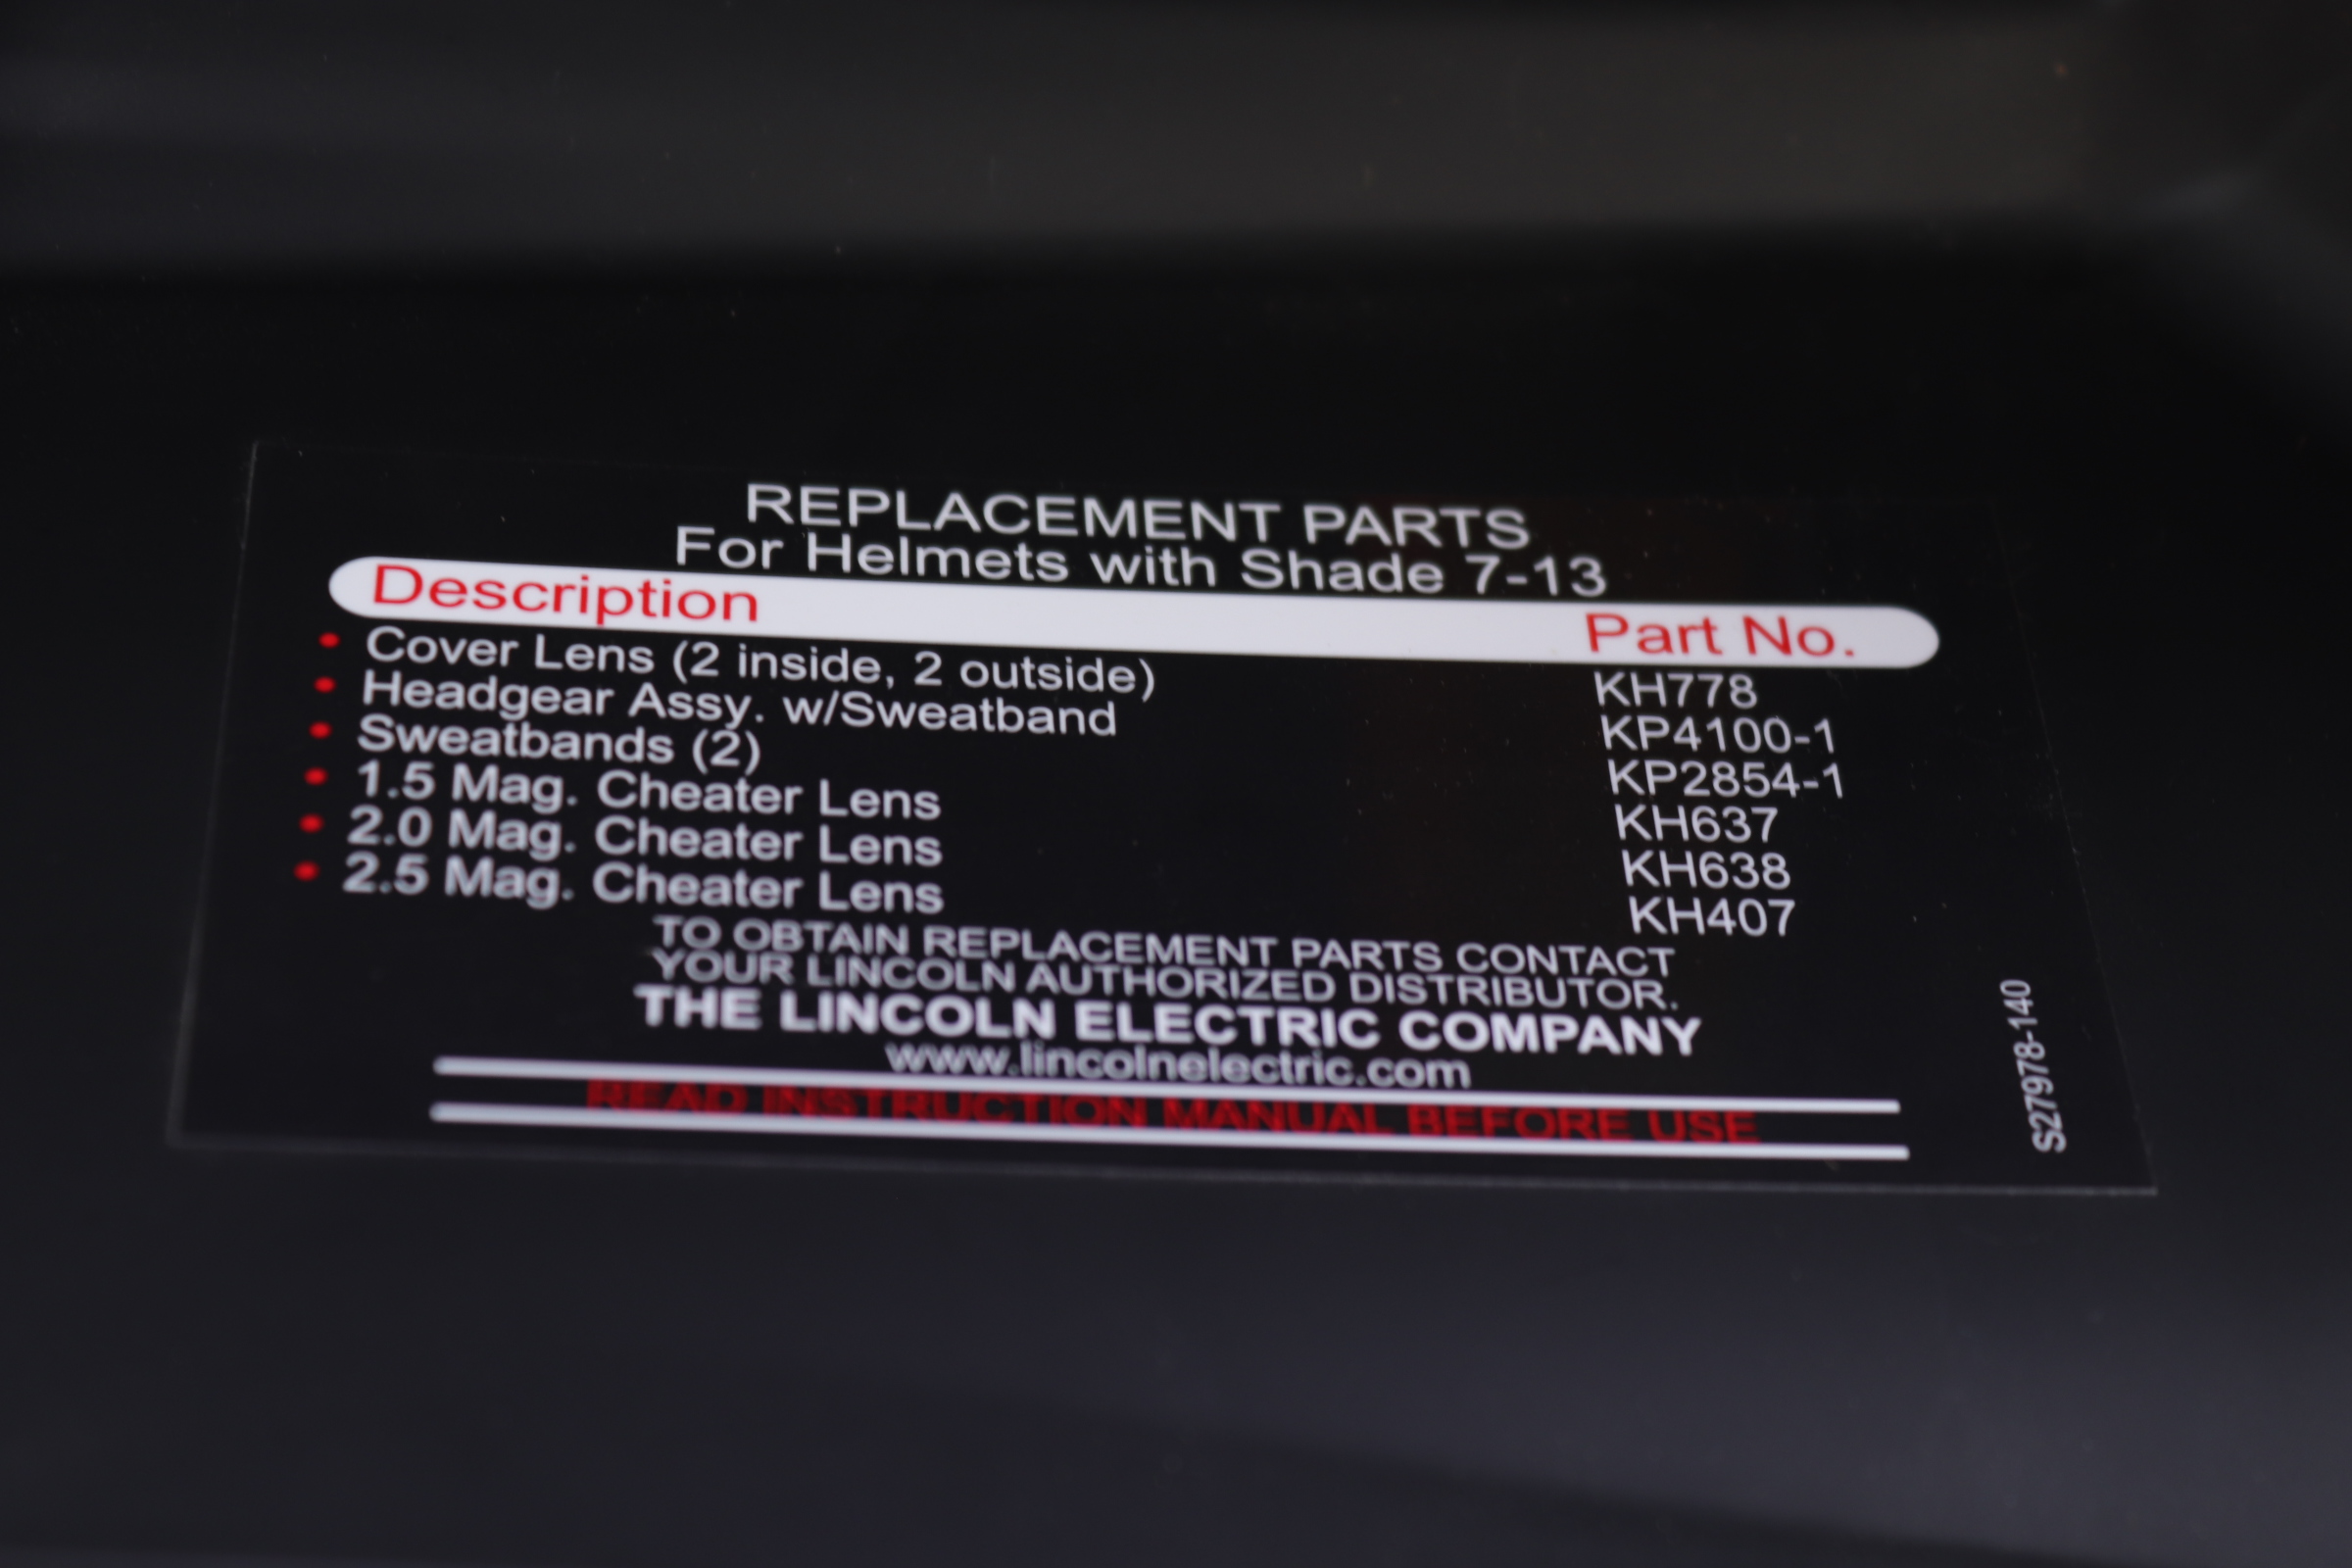 REPLACEMENT PARTS
For Helmets with Shade 7-13
Description Part No.
• Cover Lens (2 inside, 2 outside) KH778
• Headgear Assy. w/Sweatband KP4100-1
• Sweatbands (2) KP2854-1
• 1.5 Mag. Cheater Lens KH637
• 2.0 Mag. Cheater Lens KH638
• 2.5 Mag. Cheater Lens KH407
TO OBTAIN REPLACEMENT PARTS CONTACT
YOUR LINCOLN AUTHORIZED DISTRIBUTOR.
THE LINCOLN ELECTRIC COMPANY
www.lincolnelectric.com
READ INSTRUCTION MANUAL BEFORE USE
S27978-140